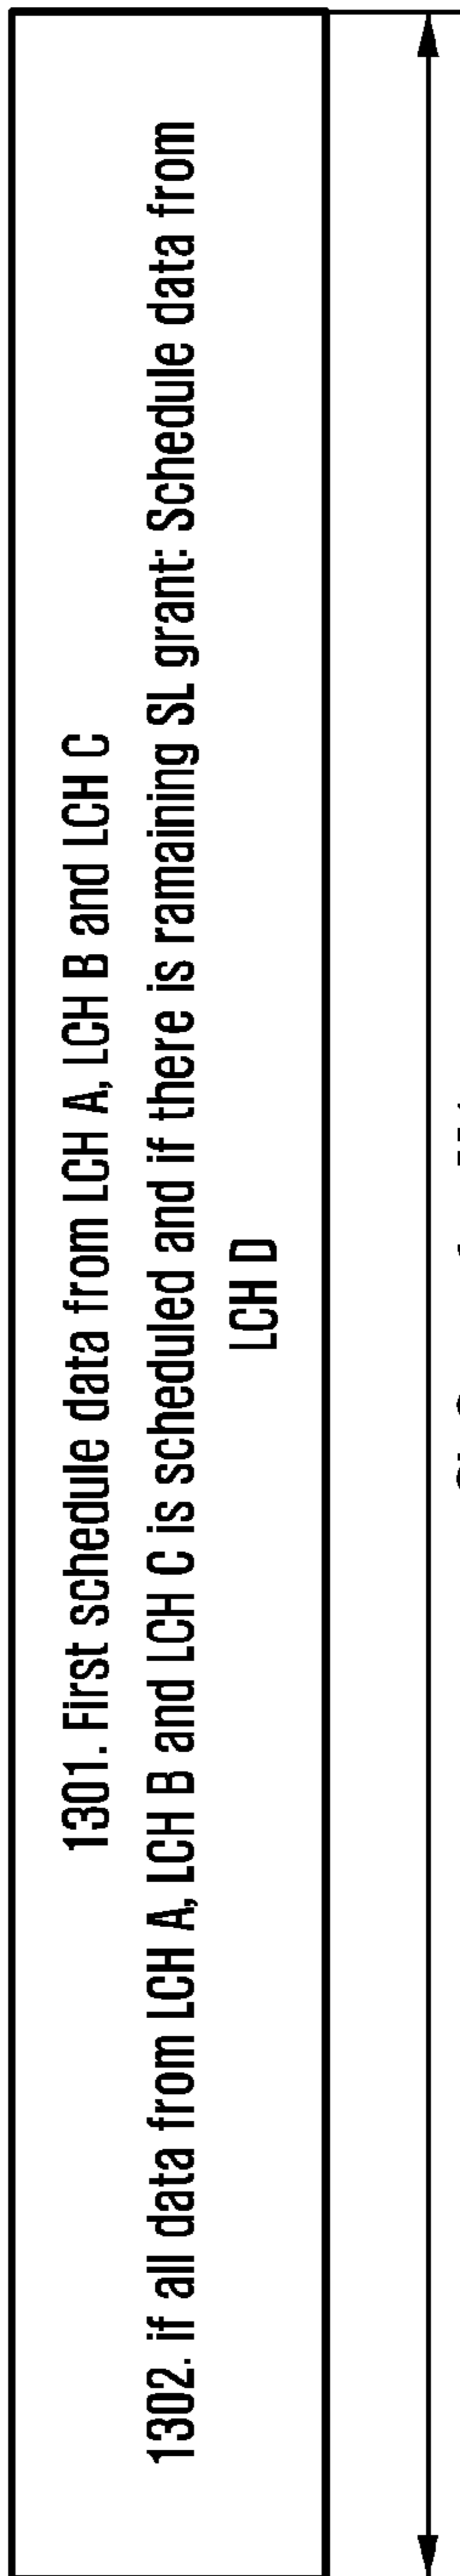 1301. First schedule data from LCH A, LCH B and LCH C
1302. if all data from LCH A, LCH B and LCH C is scheduled and if there is ramaining SL grant: Schedule data from
LCH D